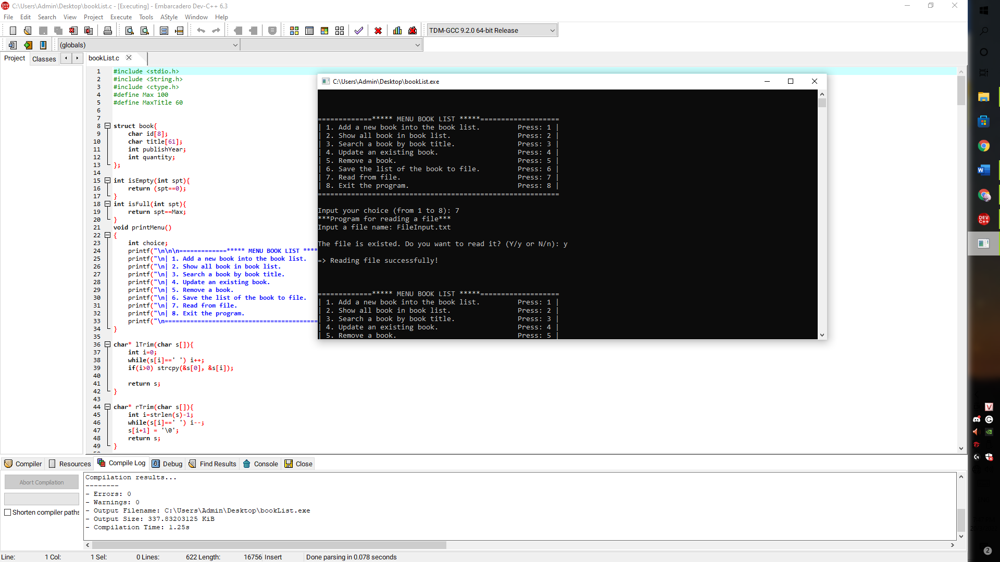 C:\Users\Admin\Desktop\bookList.c - [Executing] - Embarcadero Dev-C++ 6.3
File Edit Search View Project Execute Tools AStyle Window Help
TDM-GCC 9.2.0 64-bit Release
(globals)
Project Classes
bookList.c
1 #include <stdio.h>
2 #include <String.h>
3 #include <ctype.h>
4 #define Max 100
5 #define MaxTitle 60
6
7
8 struct book{
9 char id[8];
10 char title[61];
11 int publishYear;
12 int quantity;
13 };
14
15 int isEmpty(int spt){
16 return (spt==0);
17 }
18 int isFull(int spt){
19 return spt==Max;
20 }
21 void printMenu()
22 {
23 int choice;
24 printf("\n\n\n=============***** MENU BOOK LIST ****
25 printf("\n| 1. Add a new book into the book list.
26 printf("\n| 2. Show all book in book list.
27 printf("\n| 3. Search a book by book title.
28 printf("\n| 4. Update an existing book.
29 printf("\n| 5. Remove a book.
30 printf("\n| 6. Save the list of the book to file.
31 printf("\n| 7. Read from file.
32 printf("\n| 8. Exit the program.
33 printf("\n==========================================
34 }
35
36 char* lTrim(char s[]){
37 int i=0;
38 while(s[i]==' ') i++;
39 if(i>0) strcpy(&s[0], &s[i]);
40
41 return s;
42 }
43
44 char* rTrim(char s[]){
45 int i=strlen(s)-1;
46 while(s[i]==' ') i--;
47 s[i+1] = '\0';
48 return s;
49 }
C:\Users\Admin\Desktop\bookList.exe
=============***** MENU BOOK LIST *****===================
| 1. Add a new book into the book list. Press: 1 |
| 2. Show all book in book list. Press: 2 |
| 3. Search a book by book title. Press: 3 |
| 4. Update an existing book. Press: 4 |
| 5. Remove a book. Press: 5 |
| 6. Save the list of the book to file. Press: 6 |
| 7. Read from file. Press: 7 |
| 8. Exit the program. Press: 8 |
==========================================================
Input your choice (from 1 to 8): 7
***Program for reading a file***
Input a file name: FileInput.txt
The file is existed. Do you want to read it? (Y/y or N/n): y
=> Reading file successfully!
=============***** MENU BOOK LIST *****===================
| 1. Add a new book into the book list. Press: 1 |
| 2. Show all book in book list. Press: 2 |
| 3. Search a book by book title. Press: 3 |
| 4. Update an existing book. Press: 4 |
| 5. Remove a book. Press: 5 |
Compiler Resources Compile Log Debug Find Results Console Close
Abort Compilation
Shorten compiler paths
Compilation results...
--------
- Errors: 0
- Warnings: 0
- Output Filename: C:\Users\Admin\Desktop\bookList.exe
- Output Size: 337.83203125 KiB
- Compilation Time: 1.25s
Line: 1 Col: 1 Sel: 0 Lines: 622 Length: 16756 Insert Done parsing in 0.078 seconds
DEV C++
2